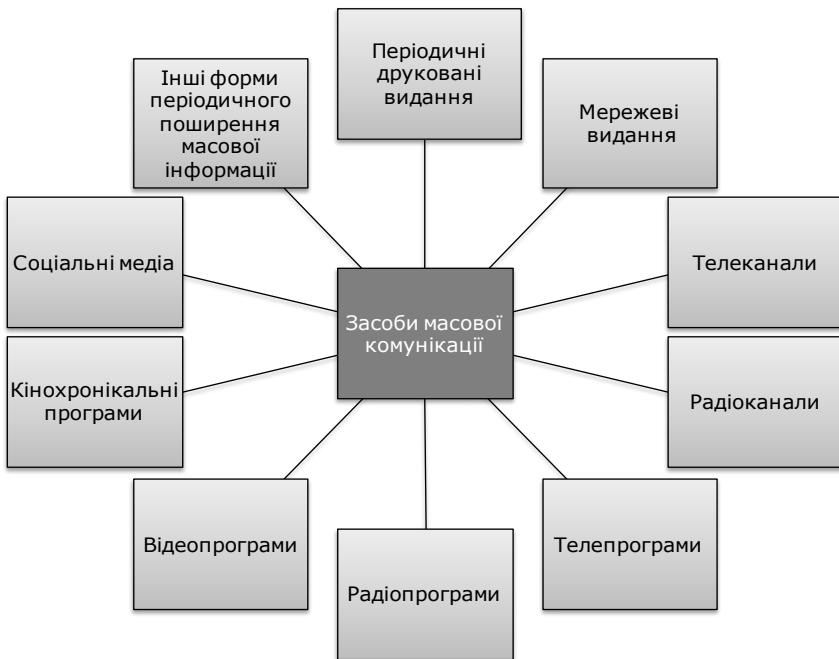 Періодичні
друковані
видання
Мережеві
видання
Телеканали
Радіоканали
Телепрограми
Радіопрограми
Відеопрограми
Кінохронікальні
програми
Соціальні медіа
Інші форми
періодичного
поширення
масової
інформації
Засоби масової
комунікації